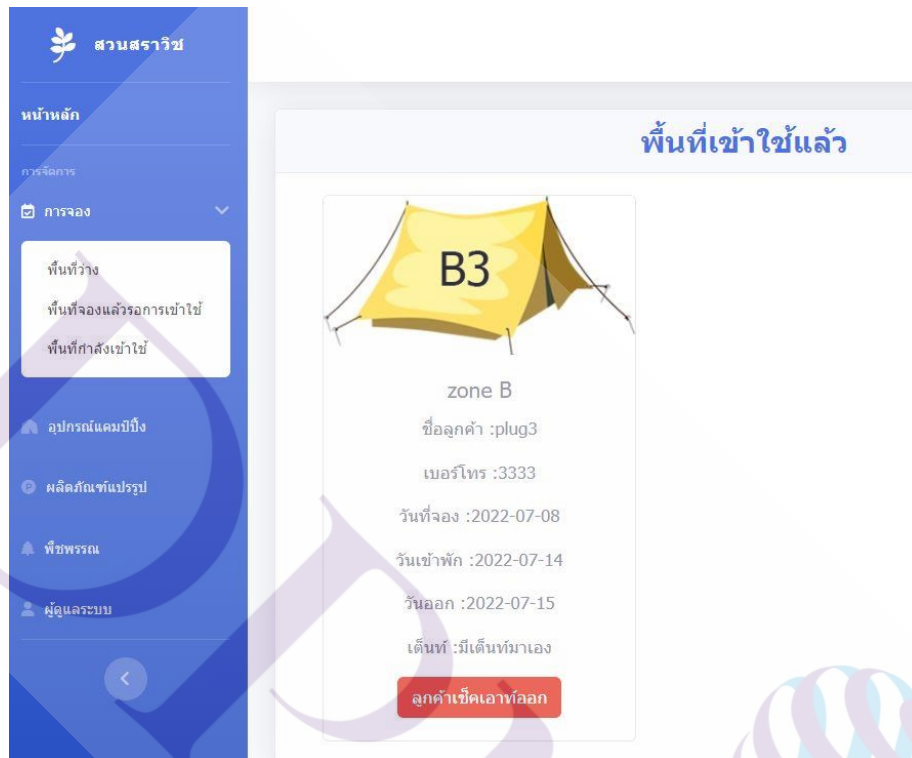 สวนสราวิช
หน้าหลัก
การจัดการ
การจอง
พื้นที่ว่าง
พื้นที่จองแล้วรอการเข้าใช้
พื้นที่กำลังเข้าใช้
อุปกรณ์แคมป์ปิ้ง
ผลิตภัณฑ์แปรรูป
พืชพรรณ
ผู้ดูแลระบบ
พื้นที่เข้าใช้แล้ว
B3
zone B
ชื่อลูกค้า :plug3
เบอร์โทร :3333
วันที่จอง :2022-07-08
วันเข้าพัก :2022-07-14
วันออก :2022-07-15
เต็นท์ :มีเต็นท์มาเอง
ลูกค้าเช็คเอาท์ออก